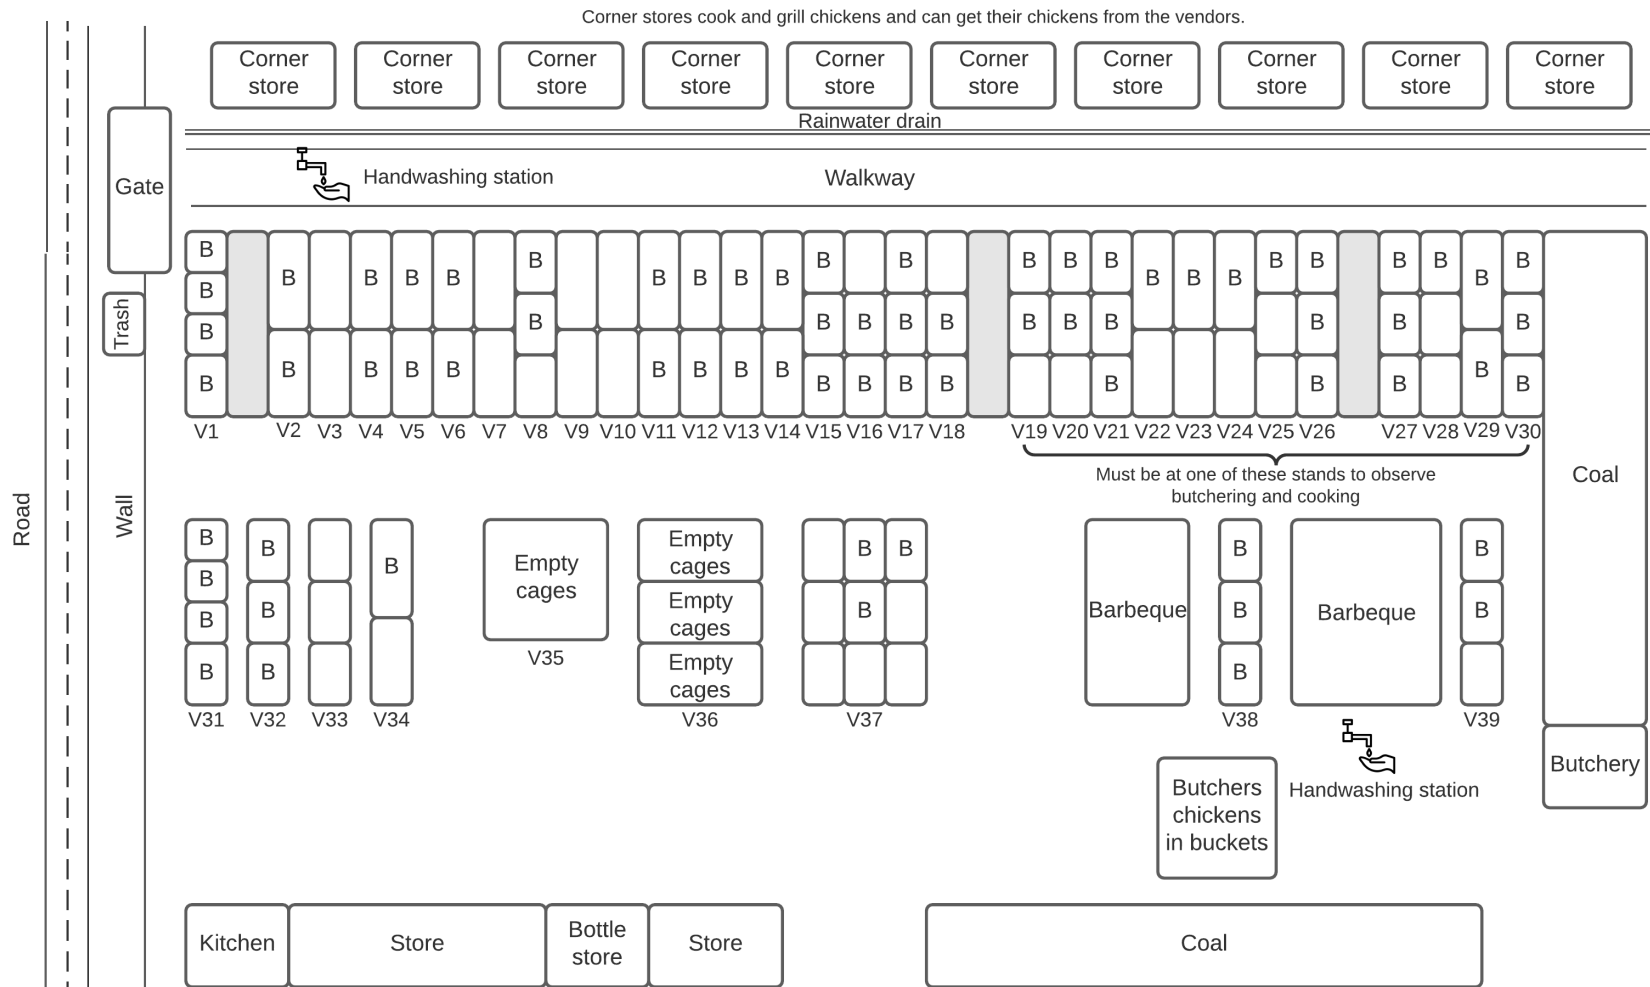 Corner stores cook and grill chickens and can get their chickens from the vendors.
Corner store
Corner store
Corner store
Corner store
Corner store
Corner store
Corner store
Corner store
Corner store
Corner store
Rainwater drain
Gate
Handwashing station
Walkway
B
B B B B B B B B B B B
B B B B B B B B B B B B
B
B B B B B B B B B B B
B
B B B B B B B B B
B B B B B B B B B
Trash
V1 V2 V3 V4 V5 V6 V7 V8 V9 V10 V11 V12 V13 V14 V15 V16 V17 V18 V19 V20 V21 V22 V23 V24 V25 V26 V27 V28 V29 V30
Must be at one of these stands to observe
butchering and cooking
Coal
Road
Wall
B
B
B
B
V31
B
B
B
V32
V33
B
V34
Empty
cages
V35
Empty
cages
Empty
cages
Empty
cages
V36
B B
B
V37
Barbeque
B
B
B
V38
Barbeque
B
B
V39
Handwashing station
Butchery
Butchers
chickens
in buckets
Kitchen
Store
Bottle
store
Store
Coal